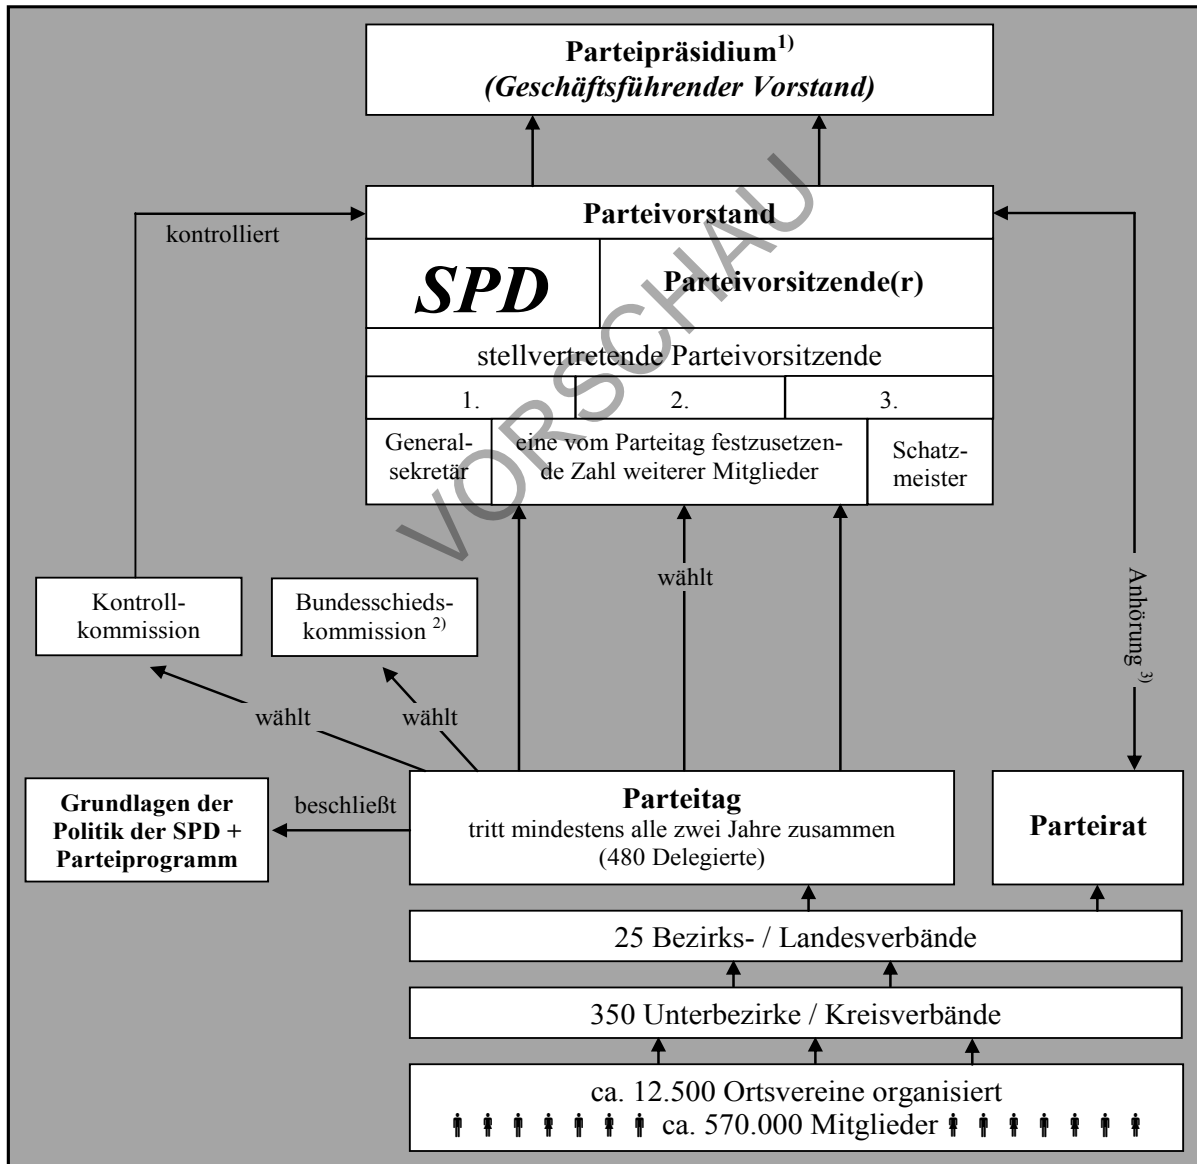 Parteipräsidium1)
(Geschäftsführender Vorstand)
Parteivorstand
kontrolliert
SPD
Parteivorsitzende(r)
stellvertretende Parteivorsitzende
1.
2.
3.
General-
sekretär
eine vom Parteitag festzusetzen-
de Zahl weiterer Mitglieder
Schatz-
meister
VORSCHAU
wählt
Kontroll-
kommission
Bundesschieds-
kommission 2)
Anhörung 3)
wählt
wählt
Grundlagen der
Politik der SPD +
Parteiprogramm
beschließt
Parteitag
tritt mindestens alle zwei Jahre zusammen
(480 Delegierte)
Parteirat
25 Bezirks- / Landesverbände
350 Unterbezirke / Kreisverbände
ca. 12.500 Ortsvereine organisiert
ca. 570.000 Mitglieder